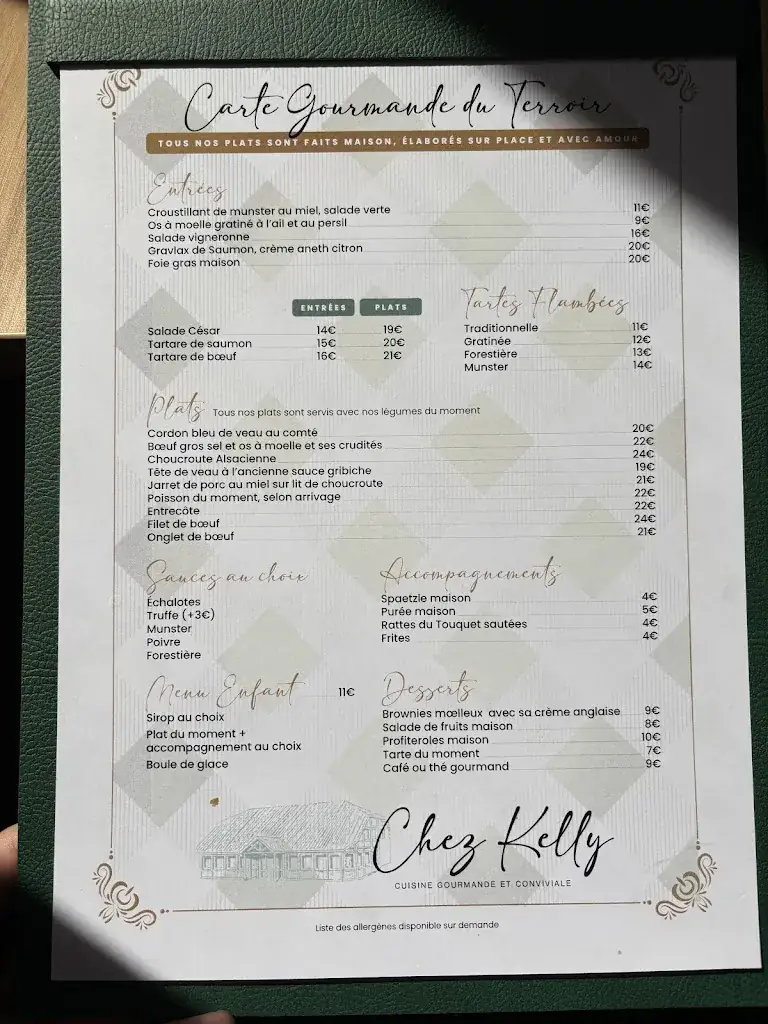 Carte Gourmande du Terroir
TOUS NOS PLATS SONT FAITS MAISON, ÉLABORÉS SUR PLACE ET AVEC AMOUR
Entrées
Croustillant de munster au miel, salade verte 11€
Os à moelle gratiné à l'ail et au persil 9€
Salade vigneronne 16€
Gravlax de Saumon, crème aneth citron 20€
Foie gras maison 20€
ENTRÉES PLATS
Salade César 14€ 19€
Tartare de saumon 15€ 20€
Tartare de bœuf 16€ 21€
Tartes Flambées
Traditionnelle 11€
Gratinée 12€
Forestière 13€
Munster 14€
Plats Tous nos plats sont servis avec nos légumes du moment
Cordon bleu de veau au comté 20€
Bœuf gros sel et os à moelle et ses crudités 22€
Choucroute Alsacienne 24€
Tête de veau à l'ancienne sauce gribiche 19€
Jarret de porc au miel sur lit de choucroute 21€
Poisson du moment, selon arrivage 22€
Entrecôte 22€
Filet de bœuf 24€
Onglet de bœuf 21€
Sauces au choix
Échalotes
Truffe (+3€)
Munster
Poivre
Forestière
Accompagnements
Spaetzie maison 4€
Purée maison 5€
Rattes du Touquet sautées 4€
Frites 4€
Menu Enfant 11€
Sirop au choix
Plat du moment +
accompagnement au choix
Boule de glace
Desserts
Brownies mœlleux avec sa crème anglaise 9€
Salade de fruits maison 8€
Profiteroles maison 10€
Tarte du moment 7€
Café ou thé gourmand 9€
Chez Kelly
CUISINE GOURMANDE ET CONVIVIALE
Liste des allergènes disponible sur demande